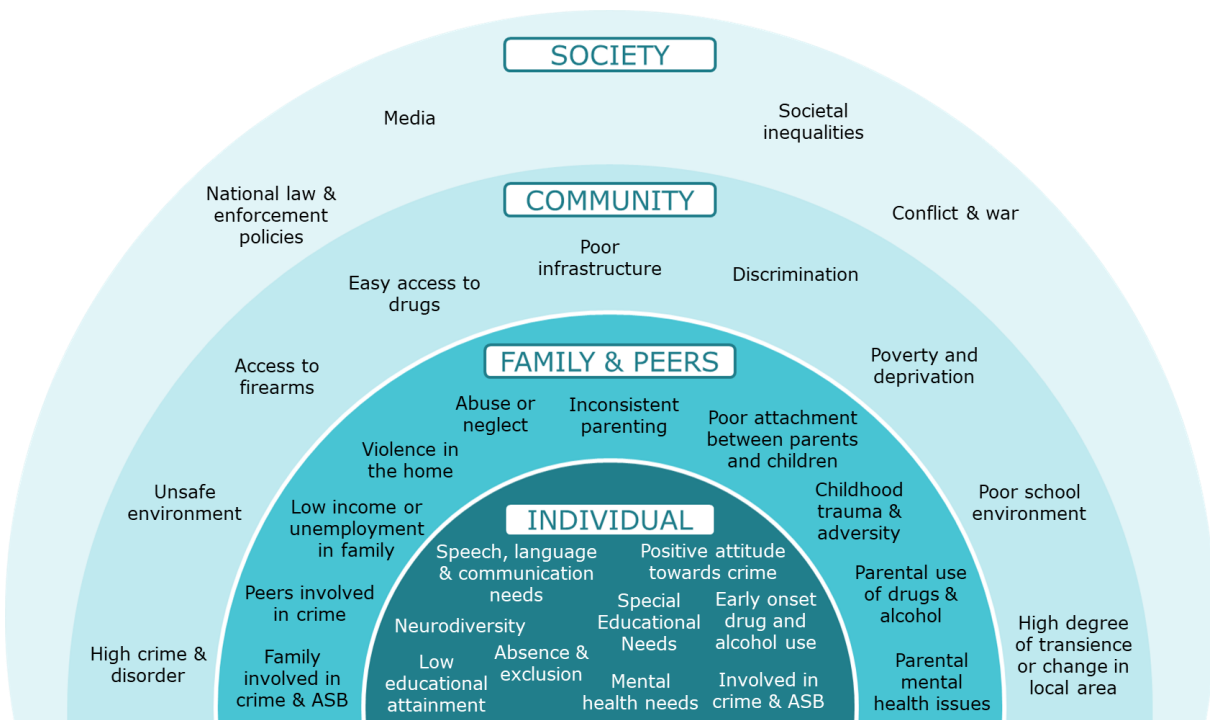 SOCIETY
Media
Societal
inequalities
National law &
enforcement
policies
Conflict & war
COMMUNITY
Poor
infrastructure
Easy access to
drugs
Discrimination
Access to
firearms
Poverty and
deprivation
Unsafe
environment
Poor school
environment
High crime &
disorder
High degree
of transience
or change in
local area
FAMILY & PEERS
Abuse or
neglect
Inconsistent
parenting
Poor attachment
between parents
and children
Violence in
the home
Childhood
trauma &
adversity
Low income or
unemployment
in family
Parental use
of drugs &
alcohol
Peers involved
in crime
Family
involved in
crime & ASB
Parental
mental
health issues
INDIVIDUAL
Speech, language
& communication
needs
Positive attitude
towards crime
Neurodiversity
Special
Educational
Needs
Early onset
drug and
alcohol use
Low
educational
attainment
Absence &
exclusion
Mental
health needs
Involved in
crime & ASB